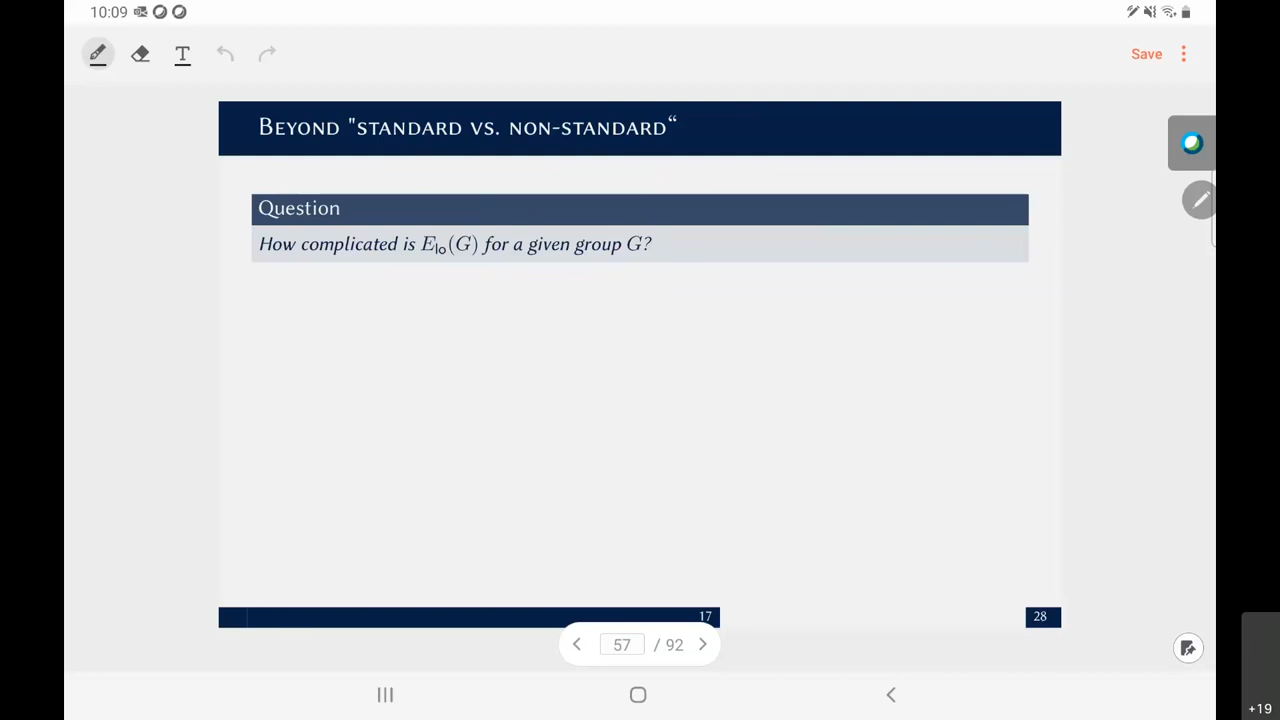 10:09
T
Save
BEYOND "STANDARD VS. NON-STANDARD“
Question
How complicated is E_lo(G) for a given group G?
17
28
57 / 92
+19